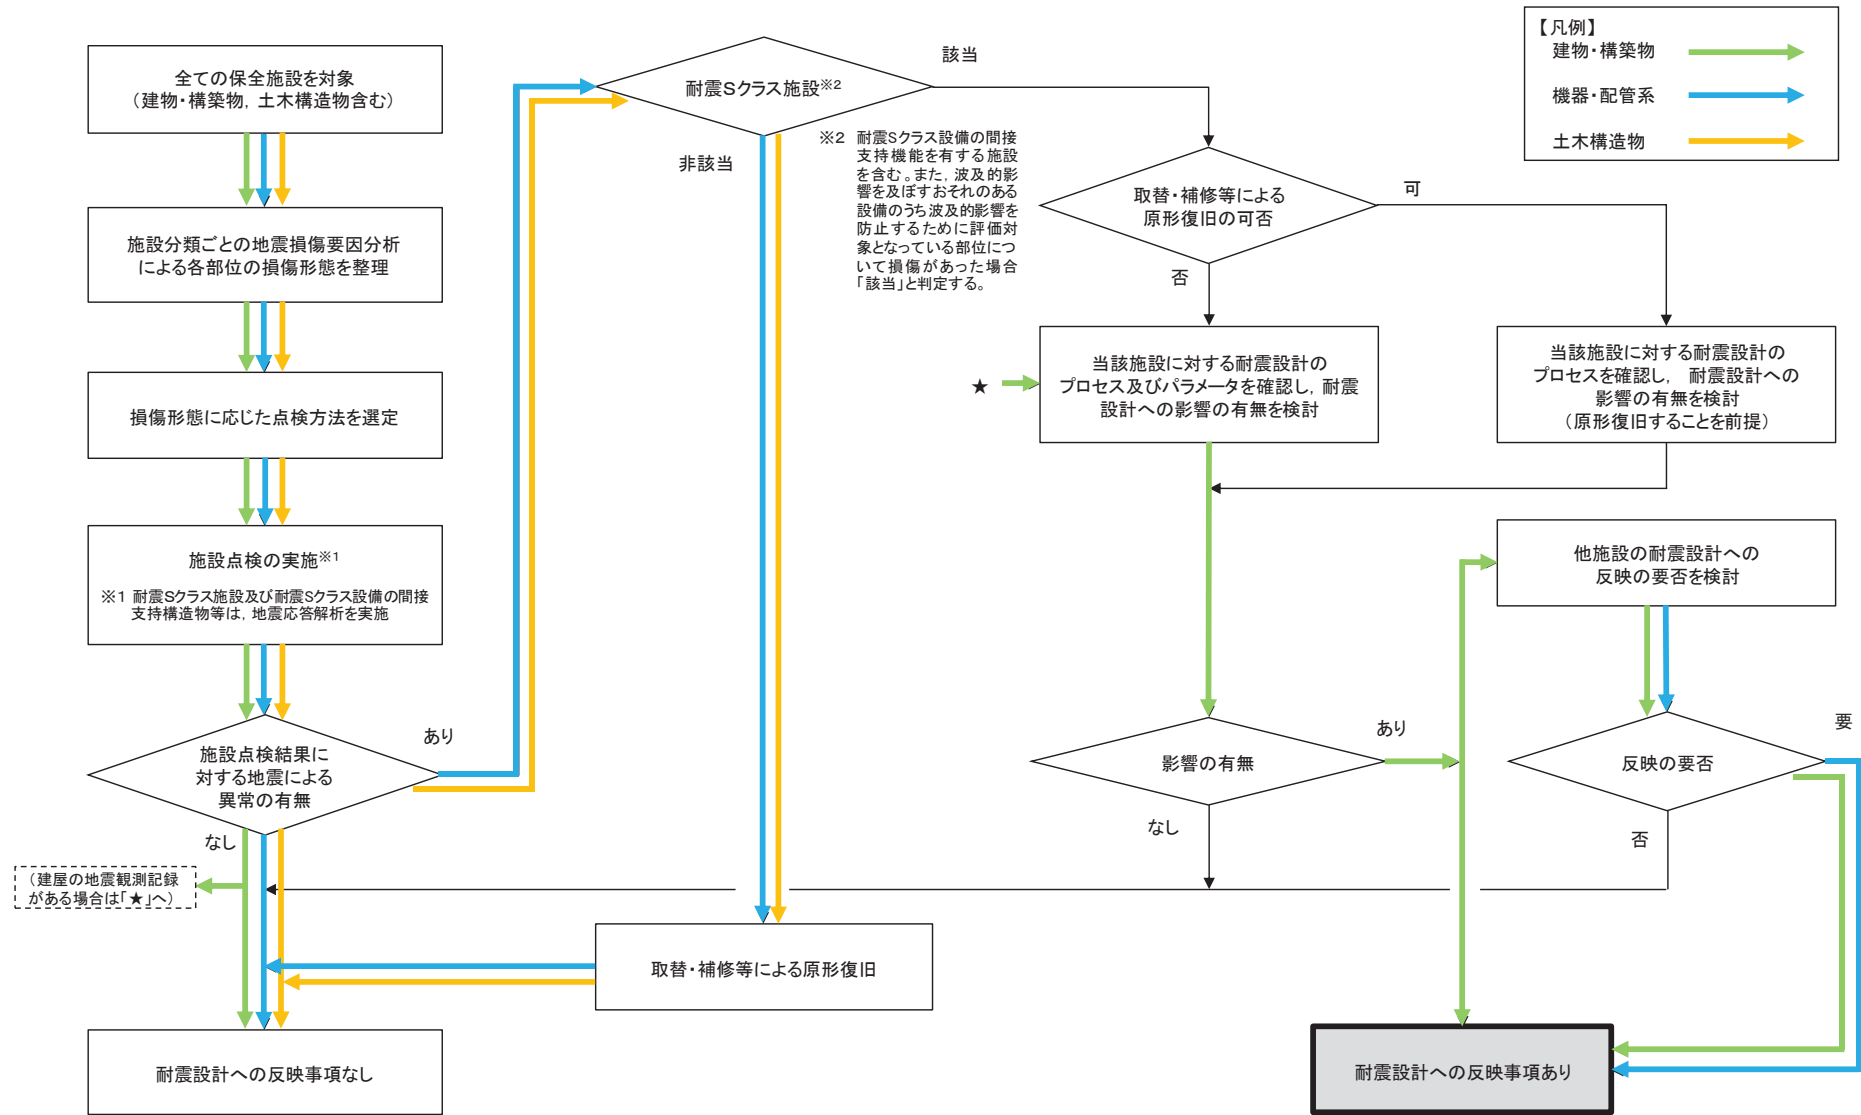 全ての保全施設を対象
（建物・構築物，土木構造物含む）
施設分類ごとの地震損傷要因分析
による各部位の損傷形態を整理
損傷形態に応じた点検方法を選定
施設点検の実施※1
※1 耐震Sクラス施設及び耐震Sクラス設備の間接
支持構造物等は，地震応答解析を実施
施設点検結果に
対する地震による
異常の有無
あり
なし
（建屋の地震観測記録
がある場合は「★」へ）
耐震設計への反映事項なし
耐震Sクラス施設※2
該当
非該当
※2 耐震Sクラス設備の間接
支持機能を有する施設
を含む。また，波及的影
響を及ぼすおそれのある
設備のうち波及的影響を
防止するために評価対
象となっている部位につ
いて損傷があった場合
「該当」と判定する。
取替・補修等による原形復旧
取替・補修等による
原形復旧の可否
可
否
★
当該施設に対する耐震設計の
プロセス及びパラメータを確認し，耐震
設計への影響の有無を検討
当該施設に対する耐震設計の
プロセスを確認し， 耐震設計への
影響の有無を検討
（原形復旧することを前提）
影響の有無
あり
なし
他施設の耐震設計への
反映の要否を検討
反映の要否
要
否
耐震設計への反映事項あり
【凡例】
建物・構築物
機器・配管系
土木構造物